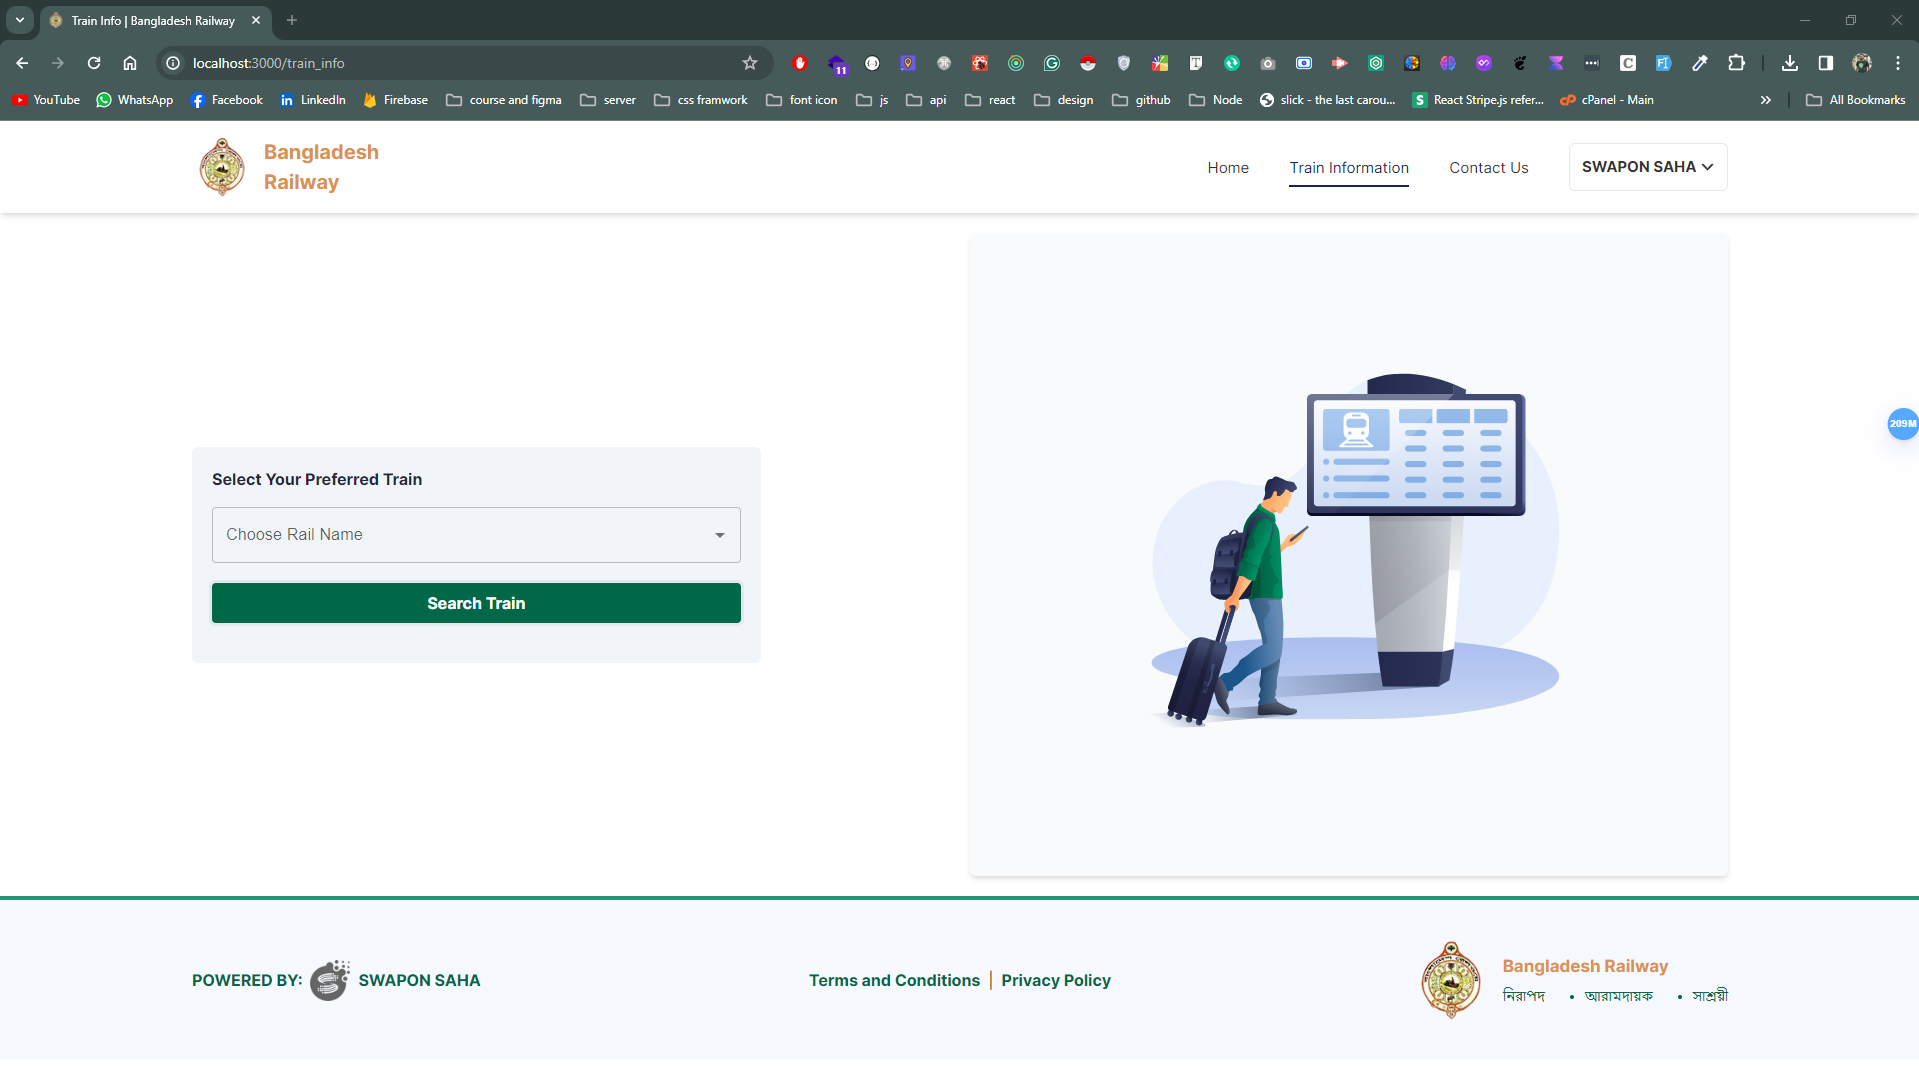 Train Info | Bangladesh Railway
localhost:3000/train_info
11
YouTube WhatsApp Facebook LinkedIn Firebase course and figma server css framwork font icon js api react design github Node slick - the last carou... React Stripe.js refer... cPanel - Main All Bookmarks
Bangladesh
Railway
Home Train Information Contact Us SWAPON SAHA
209M
Select Your Preferred Train
Choose Rail Name
Search Train
POWERED BY: SWAPON SAHA
Terms and Conditions | Privacy Policy
Bangladesh Railway
নিরাপদ • আরামদায়ক • সাশ্রয়ী